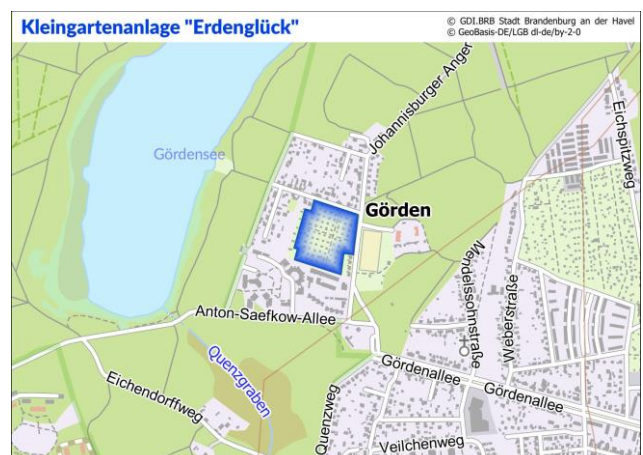 Kleingartenanlage "Erdenglück"
© GDI.BRB Stadt Brandenburg an der Havel
© GeoBasis-DE/LGB dl-de/by-2-0
Johannisburger Anger
Eichspitzweg
Gördensee
Görden
Mendelssohnstraße
Wieberstraße
Anton-Saefkow-Allee
Quenzgraben
Gördenallee
Gördenallee
Eichendorffweg
Quenzweg
Veilchenweg